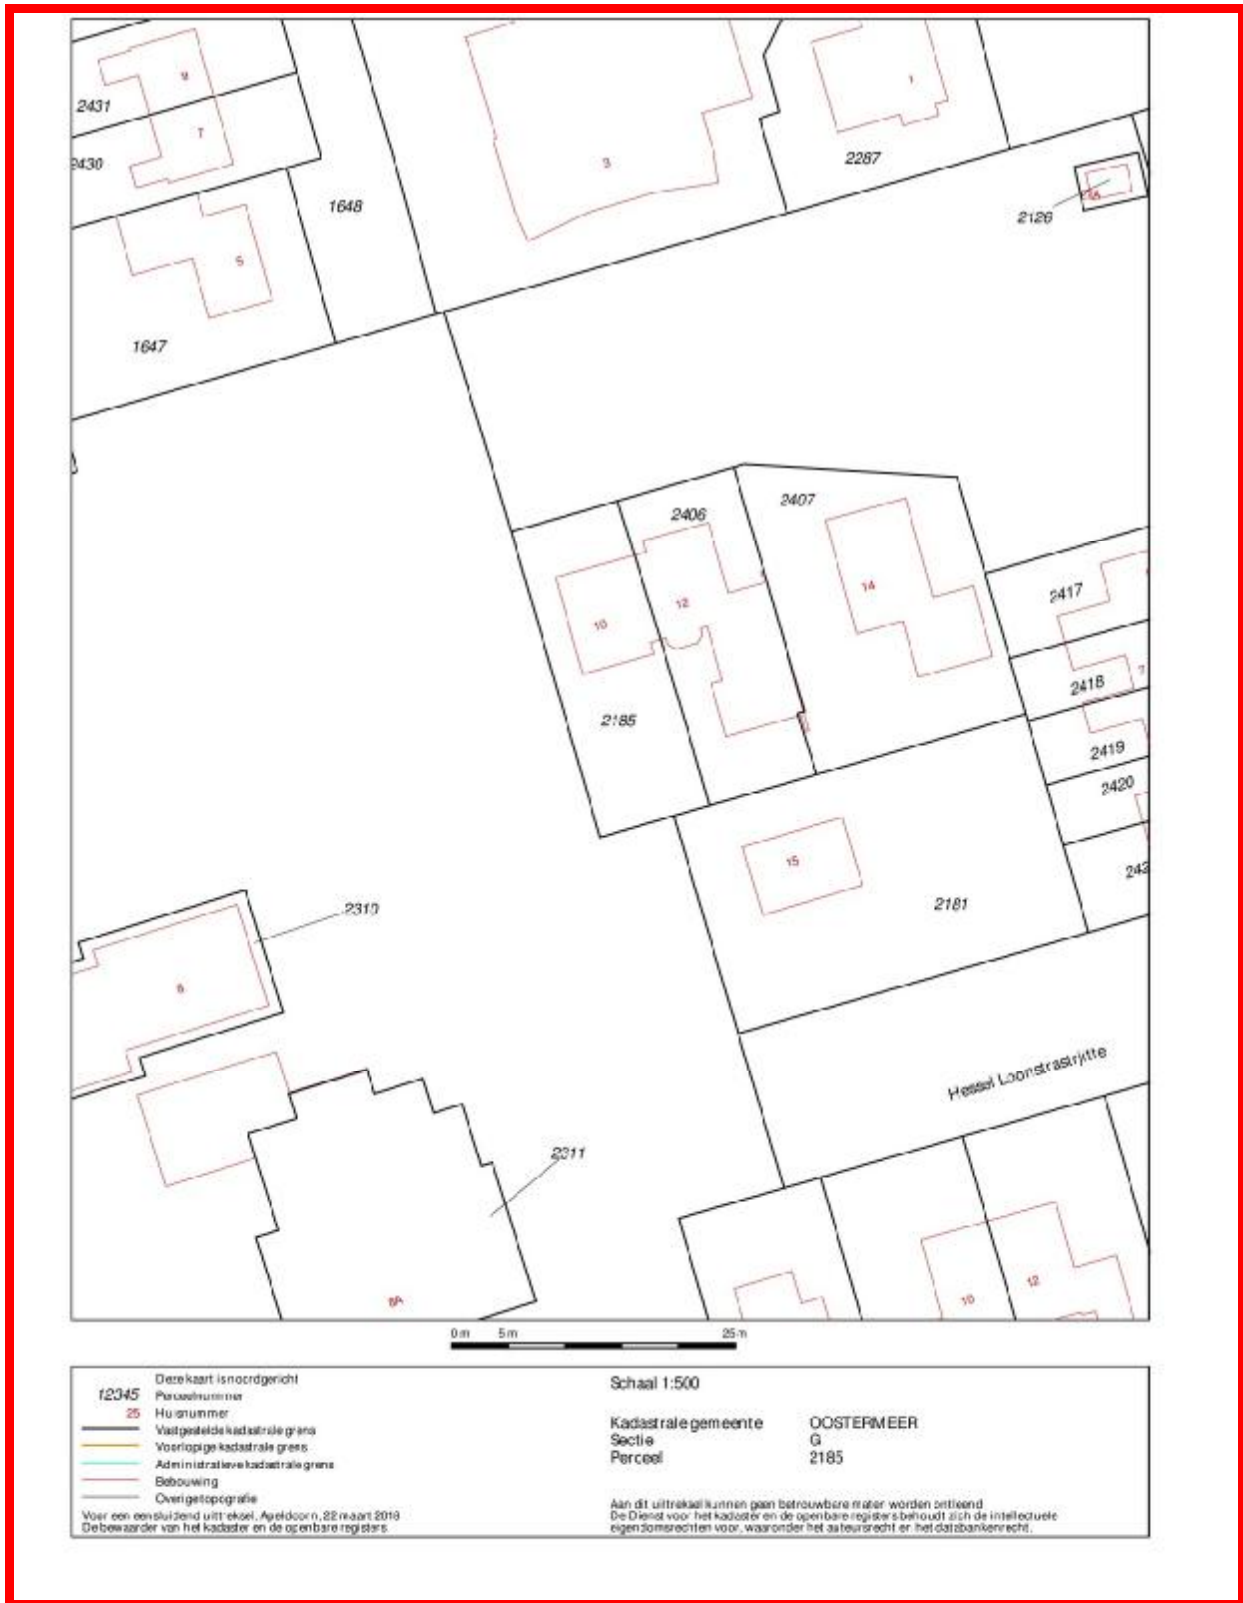 9
2431
7
2430
1
2287
3
1648
2126
5
1647
2407
2406
14
2417
12
10
2418
7
2185
2419
2420
15
242
2181
2310
8
Hessel Loonstrastrjitte
2311
12
10
8A
0 m 5 m 25 m
Deze kaart is noordgericht
12345 Perceelnummer
25 Huisnummer
Vastgestelde kadastrale grens
Voorlopige kadastrale grens
Administratieve kadastrale grens
Bebouwing
Overige topografie
Voor een eensluidend uittreksel, Apeldoorn, 22 maart 2018
De bewaarder van het kadaster en de openbare registers
Schaal 1:500
Kadastrale gemeente OOSTERMEER
Sectie G
Perceel 2185
Aan dit uittreksel kunnen geen betrouwbare maten worden ontleend
De Dienst voor het kadaster en de openbare registers behoudt zich de intellectuele
eigendomsrechten voor, waaronder het auteursrecht en het databankenrecht.